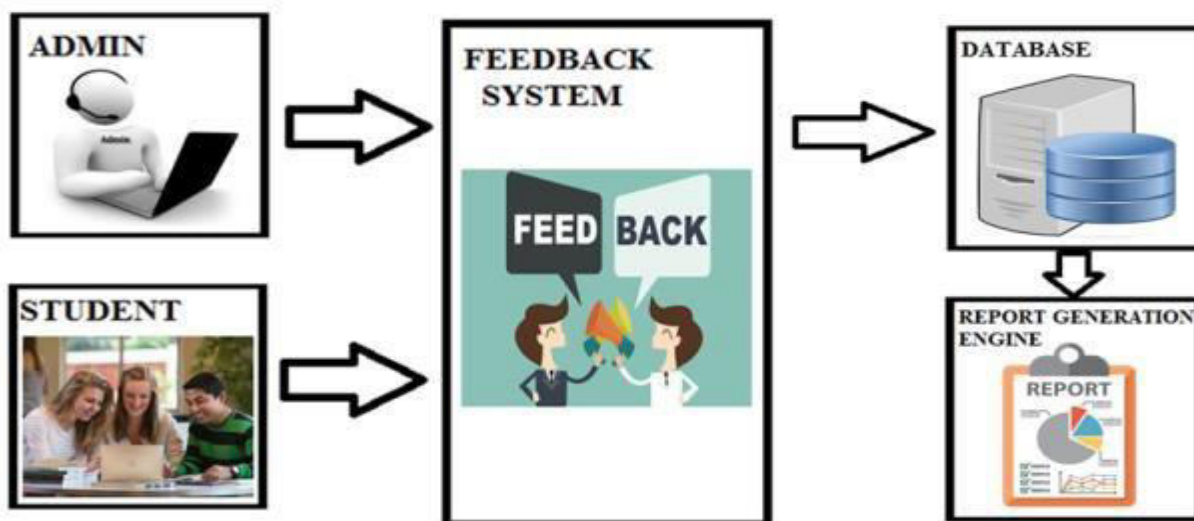 ADMIN
Admin
STUDENT
FEEDBACK
SYSTEM
FEED BACK
DATABASE
REPORT GENERATION
ENGINE
REPORT